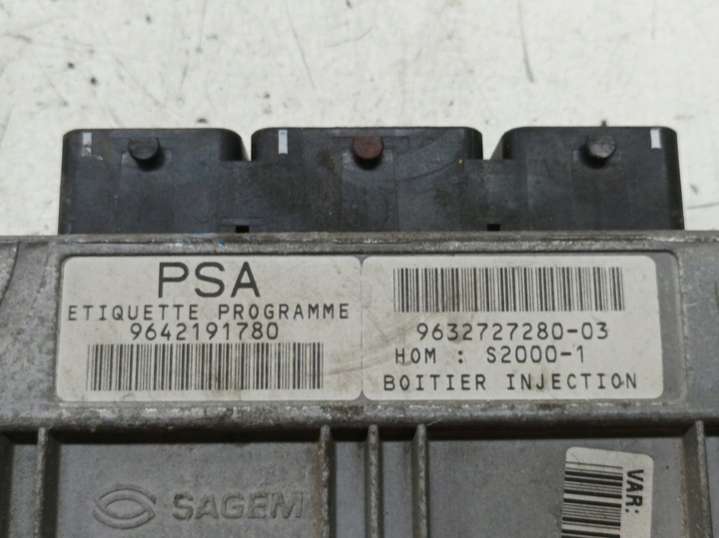 PSA
ETIQUETTE PROGRAMME
9642191780
9632727280-03
HOM : S2000-1
BOITIER INJECTION
SAGEM
VAR: